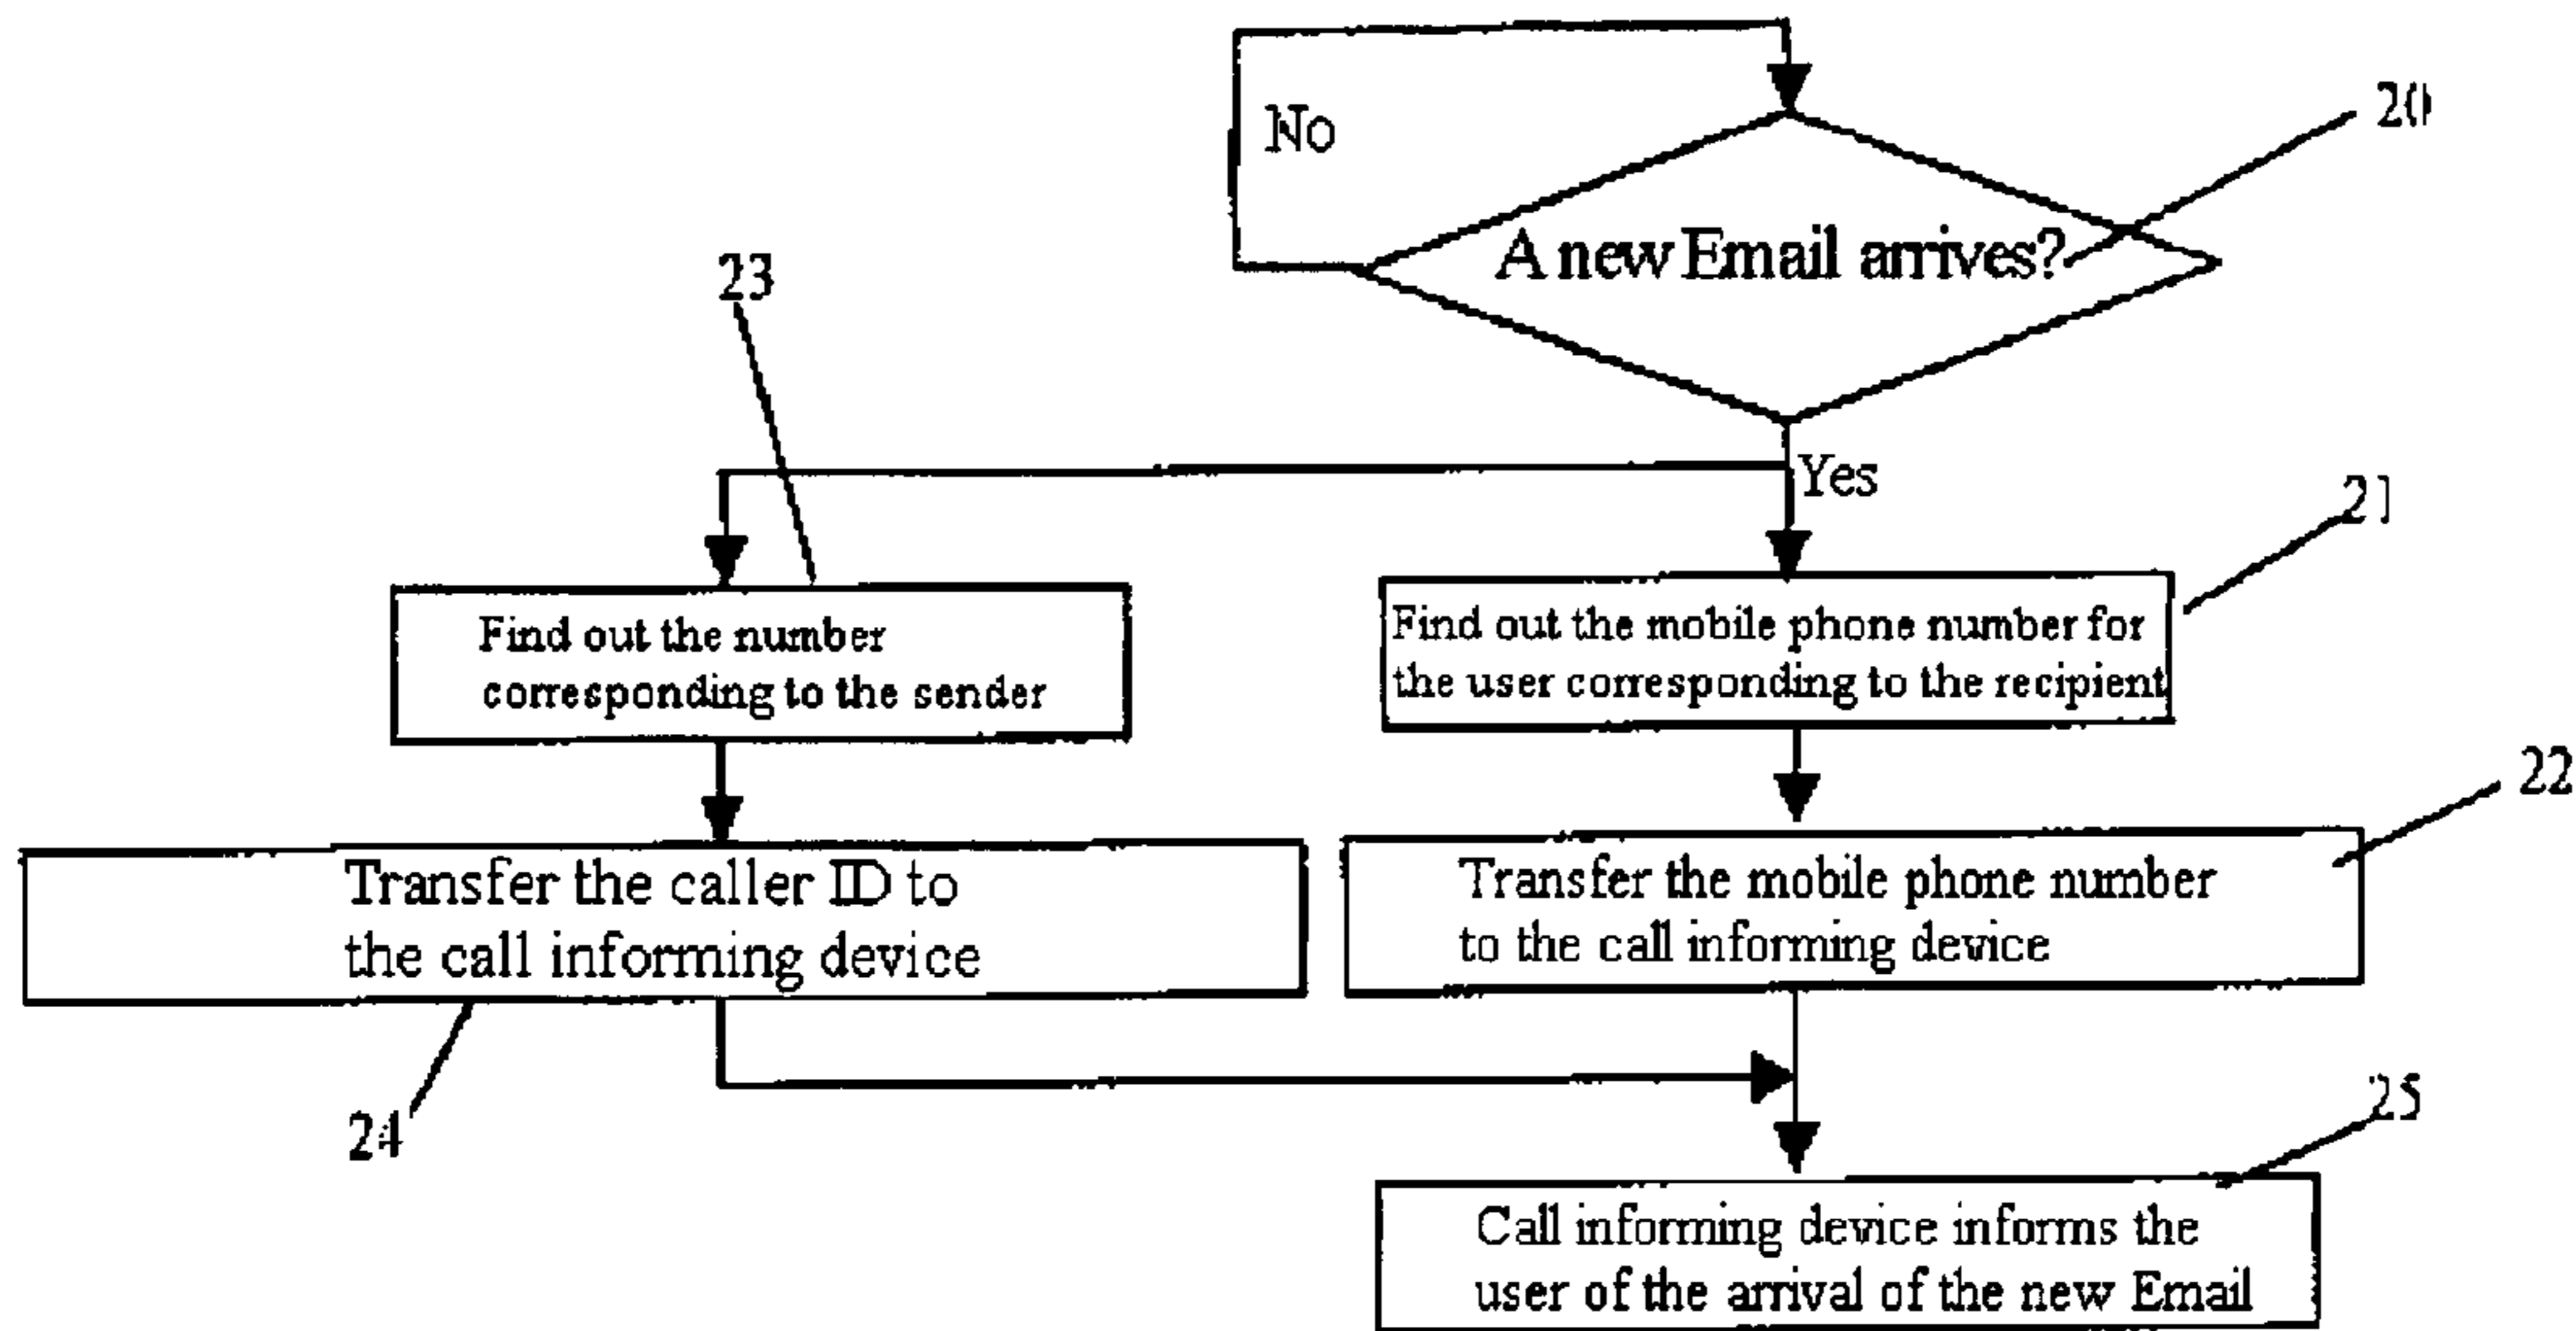 No
20
A new Email arrives?
23
Yes
21
Find out the number
corresponding to the sender
Find out the mobile phone number for
the user corresponding to the recipient
22
Transfer the caller ID to
the call informing device
Transfer the mobile phone number
to the call informing device
24
25
Call informing device informs the
user of the arrival of the new Email